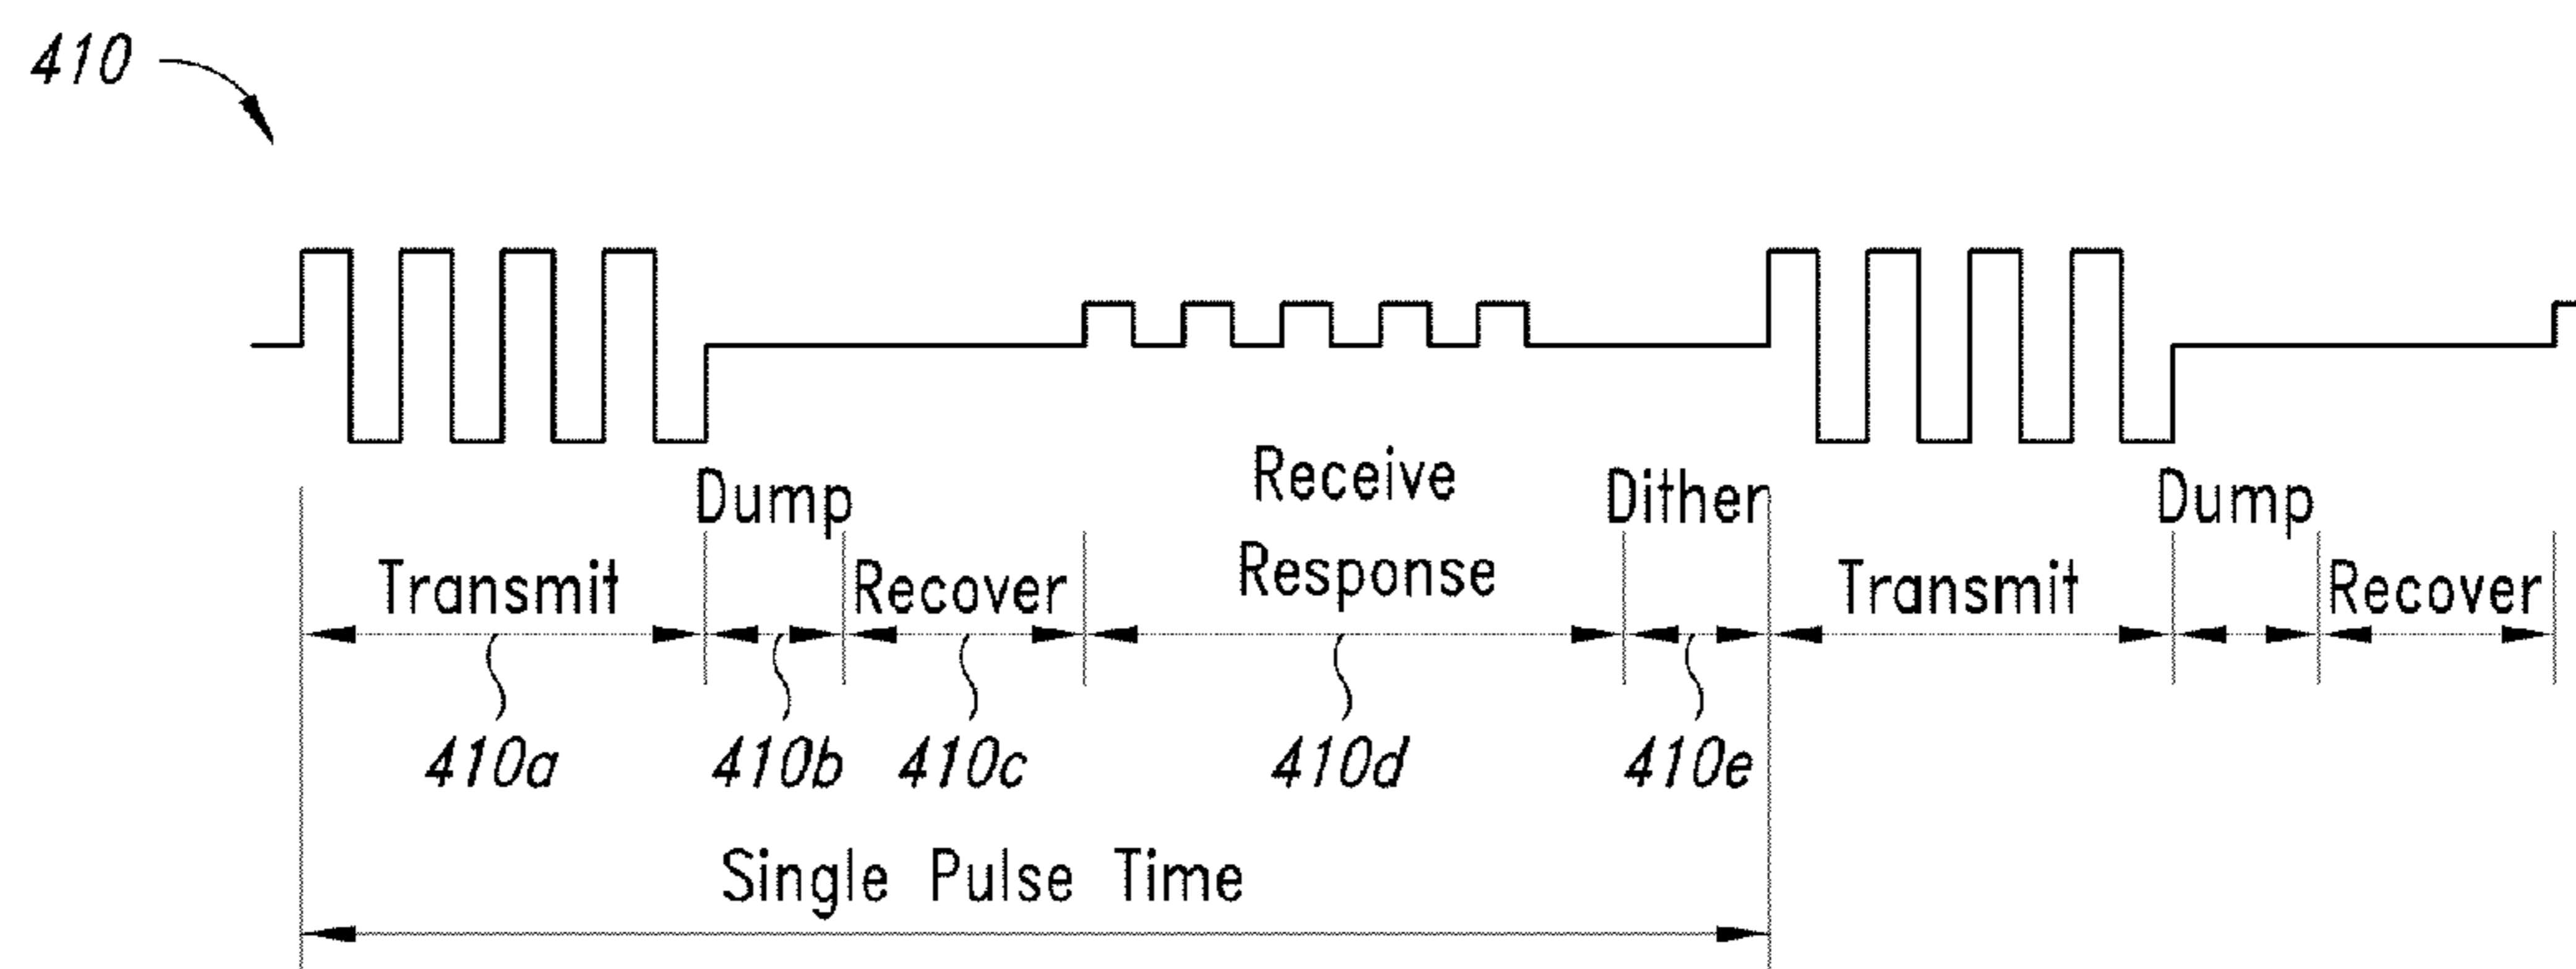 410
Receive
Dump
Dither
Dump
Response
Transmit
Recover
Transmit
Recover
410a
410b
410c
410d
410e
Single Pulse Time